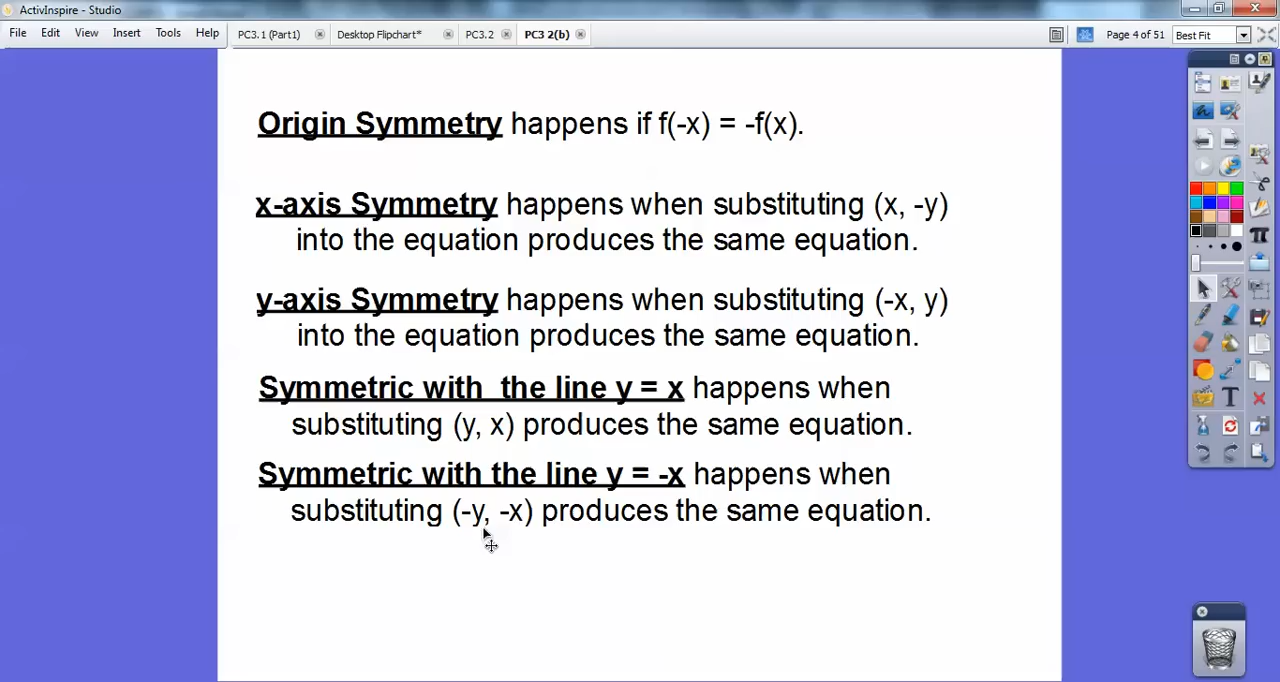 ActivInspire - Studio
File Edit View Insert Tools Help PC3.1 (Part1) Desktop Flipchart* PC3.2 PC3 2(b) Page 4 of 51 Best Fit
Origin Symmetry happens if f(-x) = -f(x).
x-axis Symmetry happens when substituting (x, -y)
into the equation produces the same equation.
y-axis Symmetry happens when substituting (-x, y)
into the equation produces the same equation.
Symmetric with the line y = x happens when
substituting (y, x) produces the same equation.
Symmetric with the line y = -x happens when
substituting (-y, -x) produces the same equation.